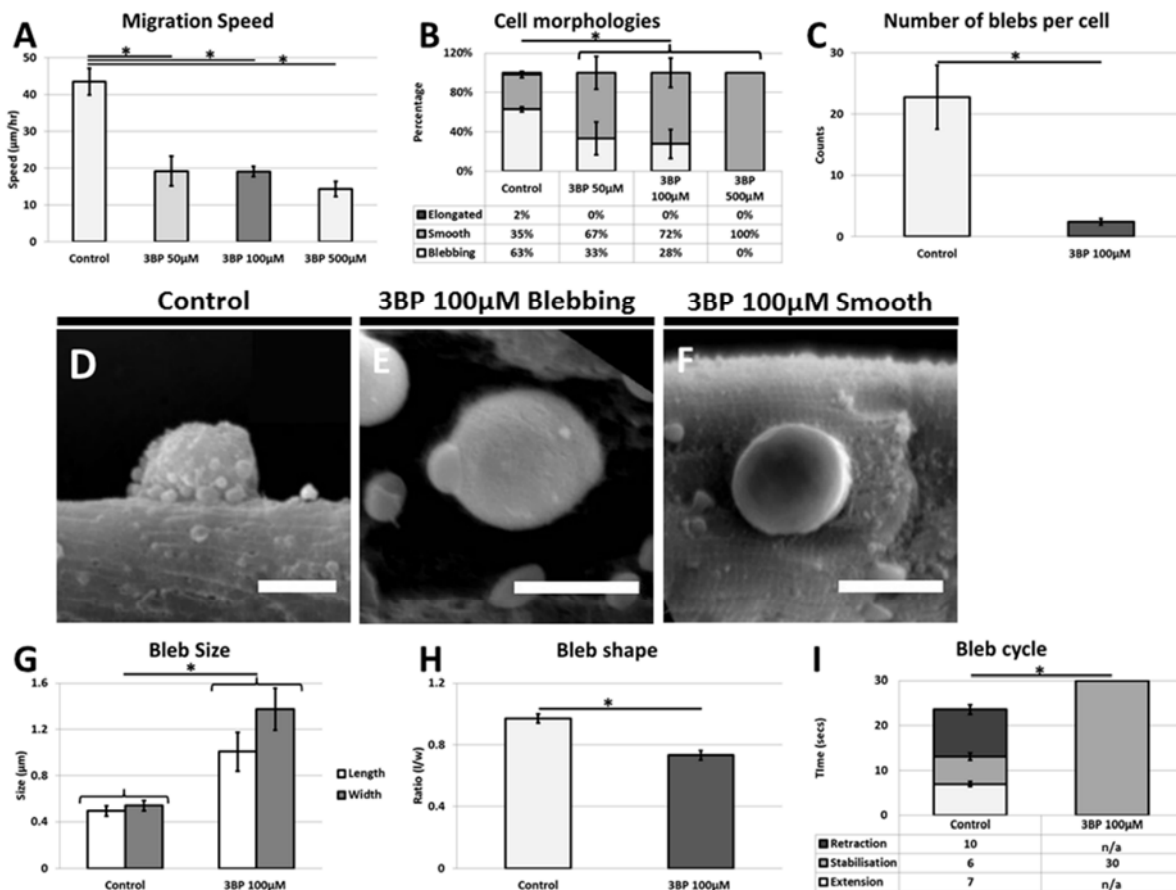 A
Migration Speed
*
*
*
50
40
30
20
10
0
Speed (µm/hr)
Control
3BP 50µM
3BP 100µM
3BP 500µM
B
Cell morphologies
*
120%
80%
40%
0%
Percentage
Control
3BP 50µM
3BP 100µM
3BP 500µM
Elongated 2% 0% 0% 0%
Smooth 35% 67% 72% 100%
Blebbing 63% 33% 28% 0%
C
Number of blebs per cell
*
30
20
10
0
Counts
Control
3BP 100µM
Control
3BP 100µM Blebbing
3BP 100µM Smooth
D
E
F
G
Bleb Size
*
1.6
1.2
0.8
0.4
0
Size (µm)
Control
3BP 100µM
Length
Width
H
Bleb shape
*
1.2
0.8
0.4
0
Ratio (l/w)
Control
3BP 100µM
I
Bleb cycle
*
30
20
10
0
Time (secs)
Control
3BP 100µM
Retraction 10 n/a
Stabilisation 6 30
Extension 7 n/a